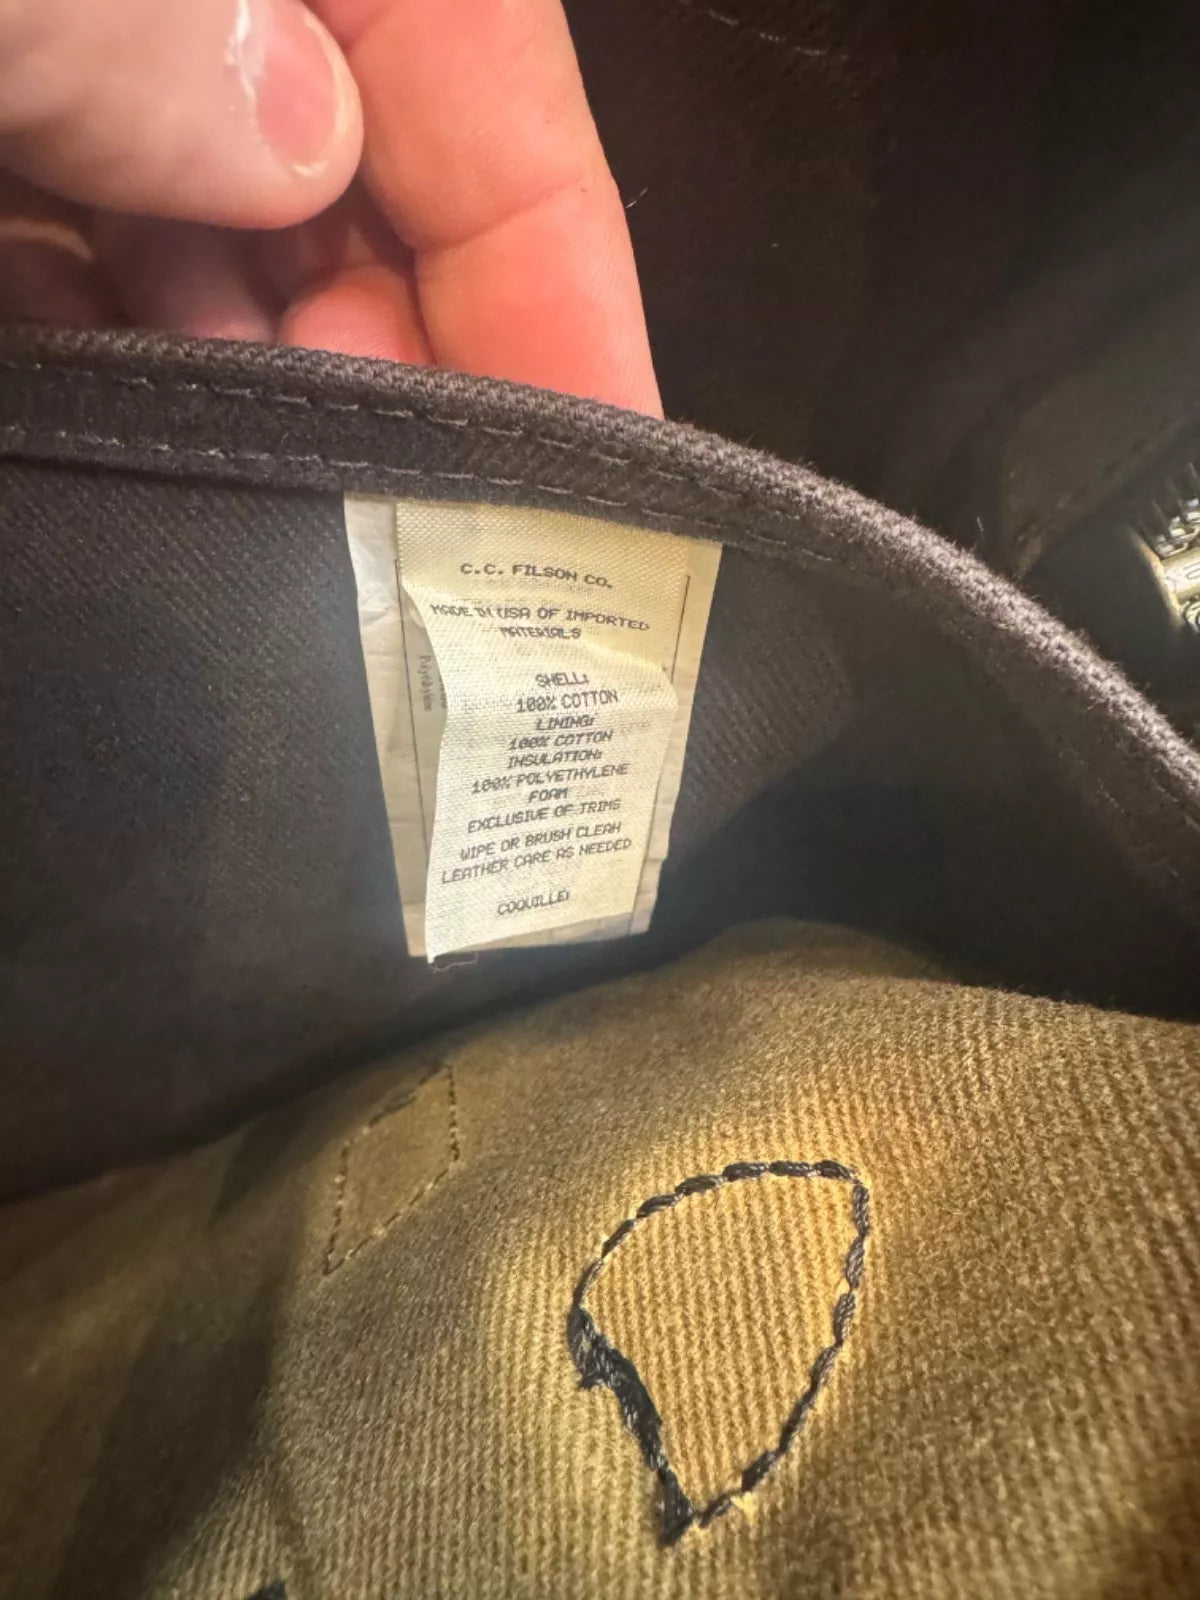 C.C. FILSON CO.
MADE IN USA OF IMPORTED
MATERIALS
SHELL:
100% COTTON
LINING:
100% COTTON
INSULATION:
100% POLYETHYLENE
FOAM
EXCLUSIVE OF TRIMS
WIPE OR BRUSH CLEAN
LEATHER CARE AS NEEDED
COQUILLE: